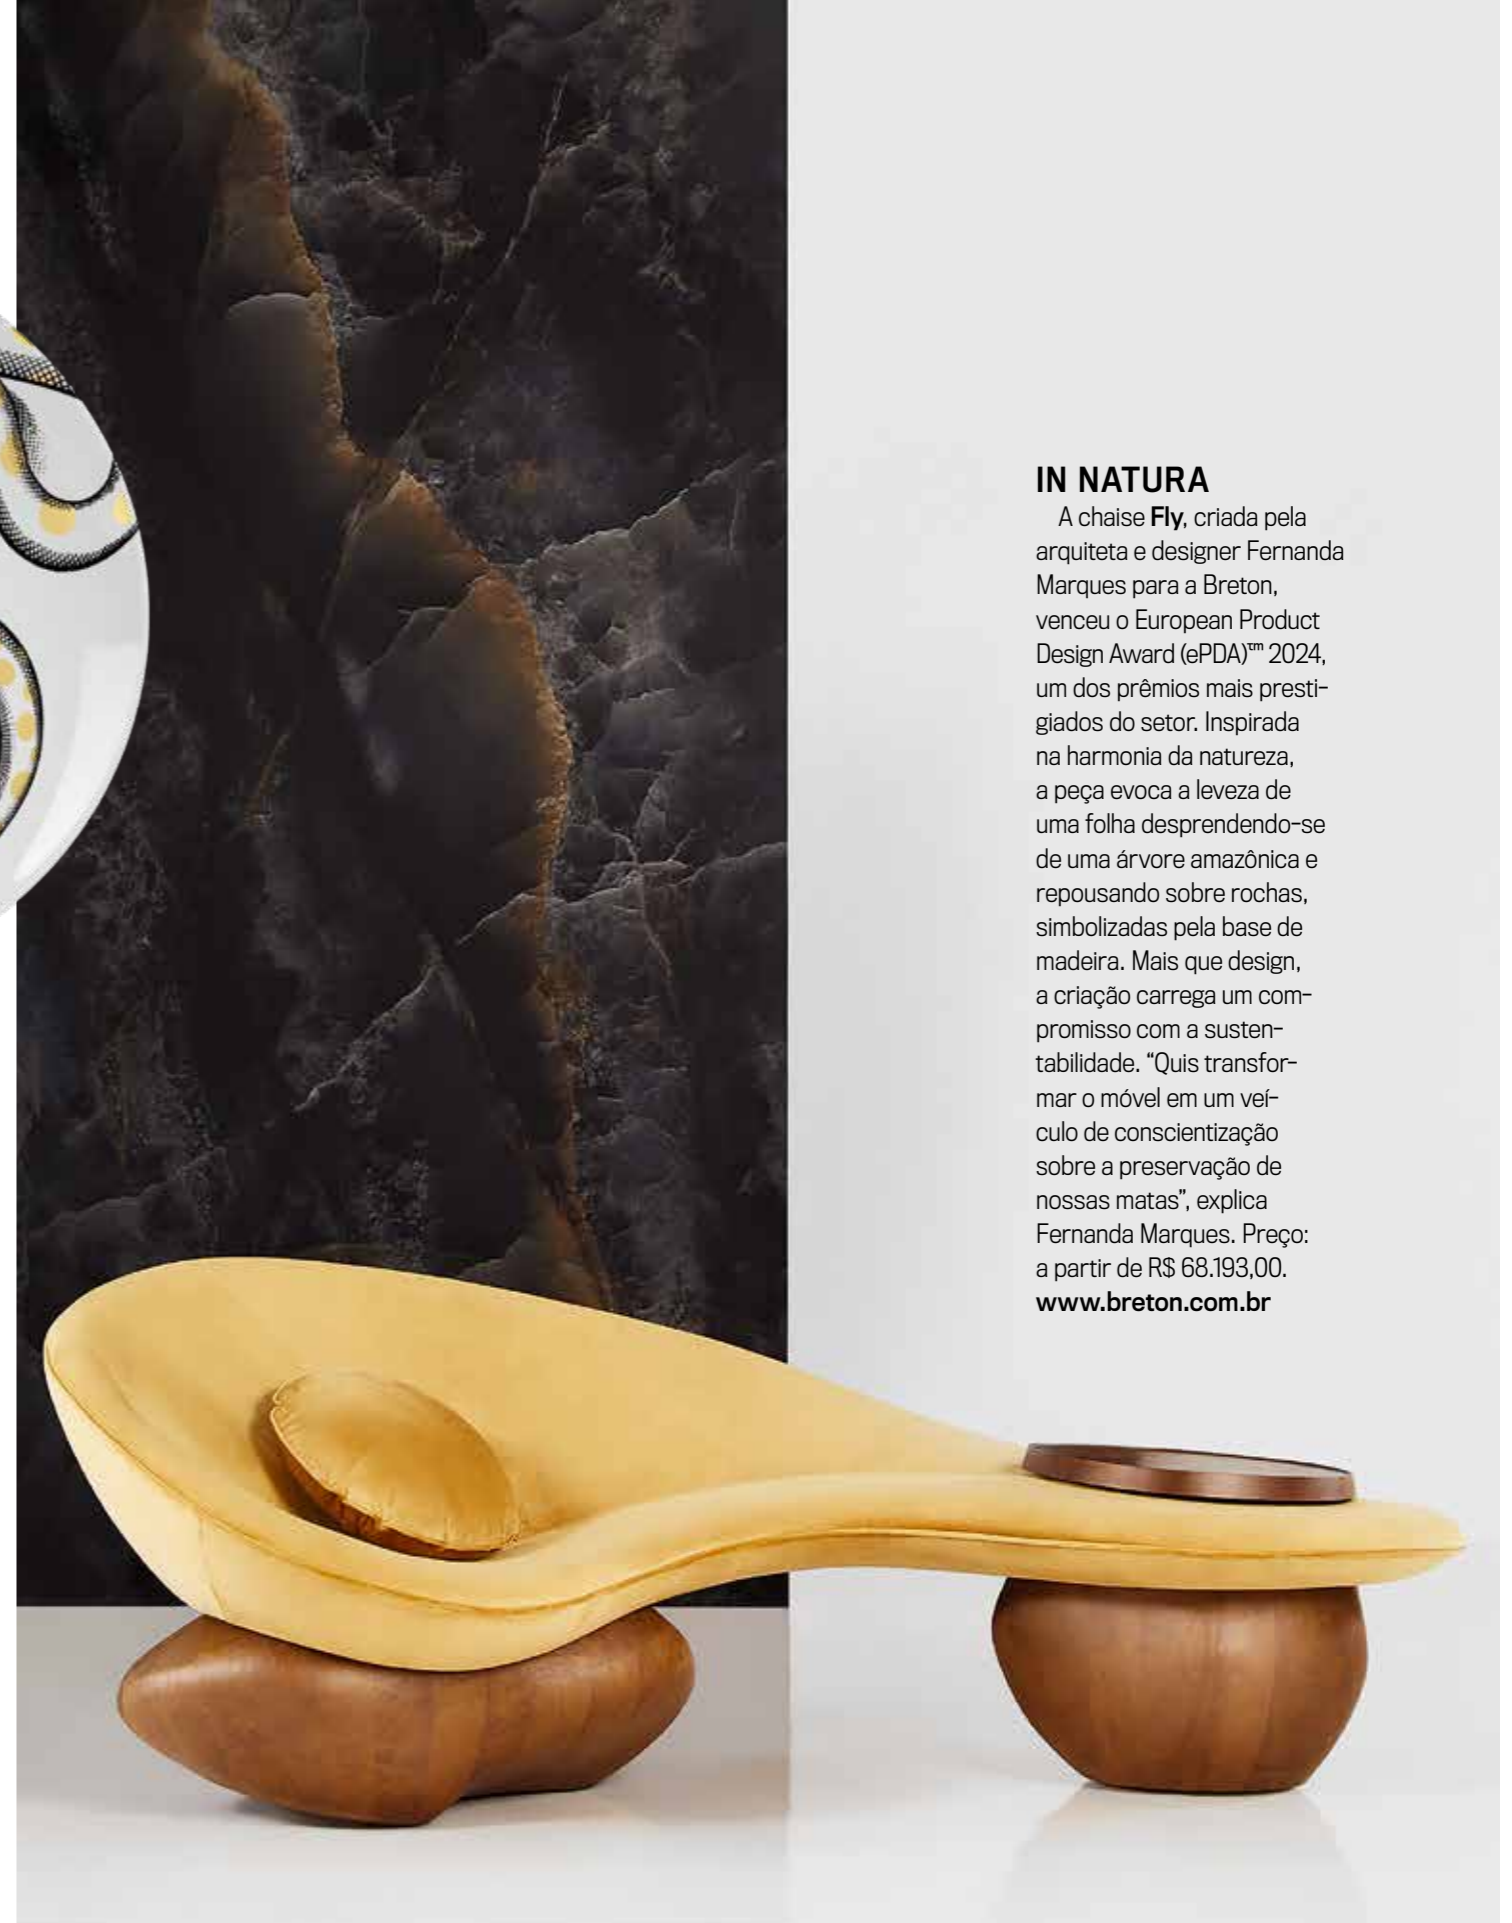 IN NATURA
A chaise Fly, criada pela
arquiteta e designer Fernanda
Marques para a Breton,
venceu o European Product
Design Award (ePDA)™ 2024,
um dos prêmios mais presti-
giados do setor. Inspirada
na harmonia da natureza,
a peça evoca a leveza de
uma folha desprendendo-se
de uma árvore amazônica e
repousando sobre rochas,
simbolizadas pela base de
madeira. Mais que design,
a criação carrega um com-
promisso com a susten-
tabilidade. “Quis transfor-
mar o móvel em um veí-
culo de conscientização
sobre a preservação de
nossas matas”, explica
Fernanda Marques. Preço:
a partir de R$ 68.193,00.
www.breton.com.br